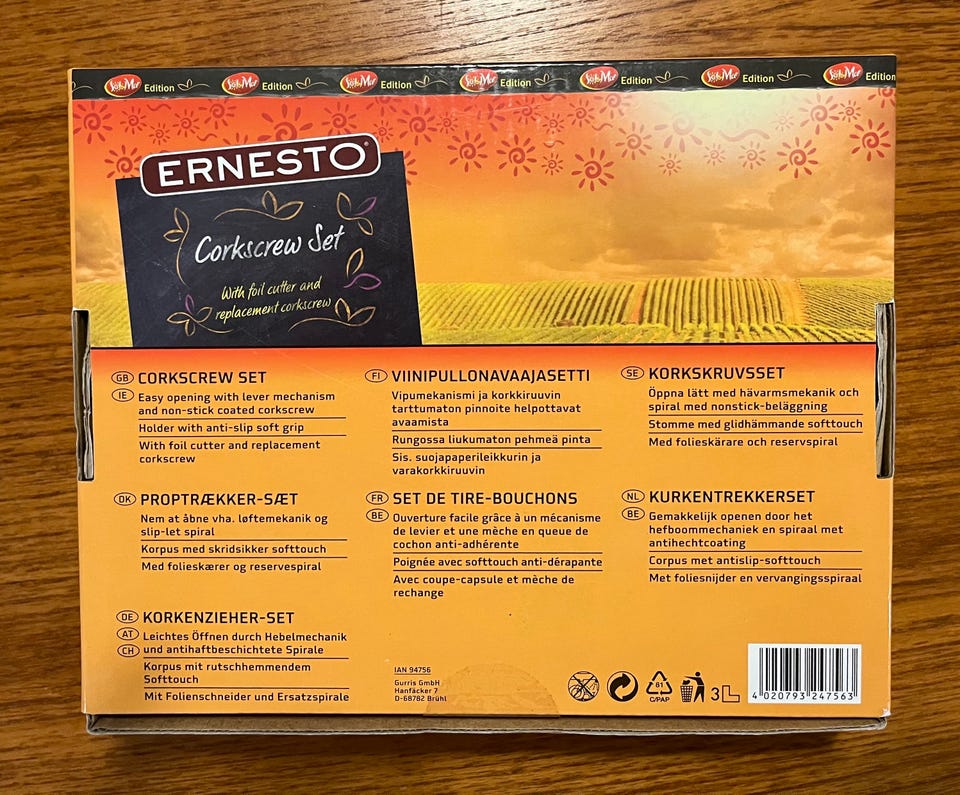 Edition
Edition
Edition
Edition
Edition
Edition
Edition
ERNESTO®
Corkscrew Set
With foil cutter and
replacement corkscrew
GB CORKSCREW SET
IE Easy opening with lever mechanism
and non-stick coated corkscrew
Holder with anti-slip soft grip
With foil cutter and replacement
corkscrew
FI VIINIPULLONAVAAJASETTI
Vipumekanismi ja korkkiruuvin
tarttumaton pinnoite helpottavat
avaamista
Rungossa liukumaton pehmeä pinta
Sis. suojapaperileikkurin ja
varakorkkiruuvin
SE KORKSKRUVSSET
Öppna lätt med hävarmsmekanik och
spiral med nonstick-beläggning
Stomme med glidhämmande softtouch
Med folieskärare och reservspiral
DK PROPTRÆKKER-SÆT
Nem at åbne vha. løftemekanik og
slip-let spiral
Korpus med skridsikker softtouch
Med folieskærer og reservespiral
FR SET DE TIRE-BOUCHONS
BE Ouverture facile grâce à un mécanisme
de levier et une mèche en queue de
cochon anti-adhérente
Poignée avec softtouch anti-dérapante
Avec coupe-capsule et mèche de
rechange
NL KURKENTREKKERSET
BE Gemakkelijk openen door het
hefboommechaniek en spiraal met
antihechtcoating
Corpus met antislip-softtouch
Met foliesnijder en vervangingsspiraal
DE KORKENZIEHER-SET
AT Leichtes Öffnen durch Hebelmechanik
CH und antihaftbeschichtete Spirale
Korpus mit rutschhemmendem
Softtouch
Mit Folienschneider und Ersatzspirale
IAN 94756
Gurris GmbH
Hanfäcker 7
D-68782 Brühl
81
C/PAP
3
4 020793 247563